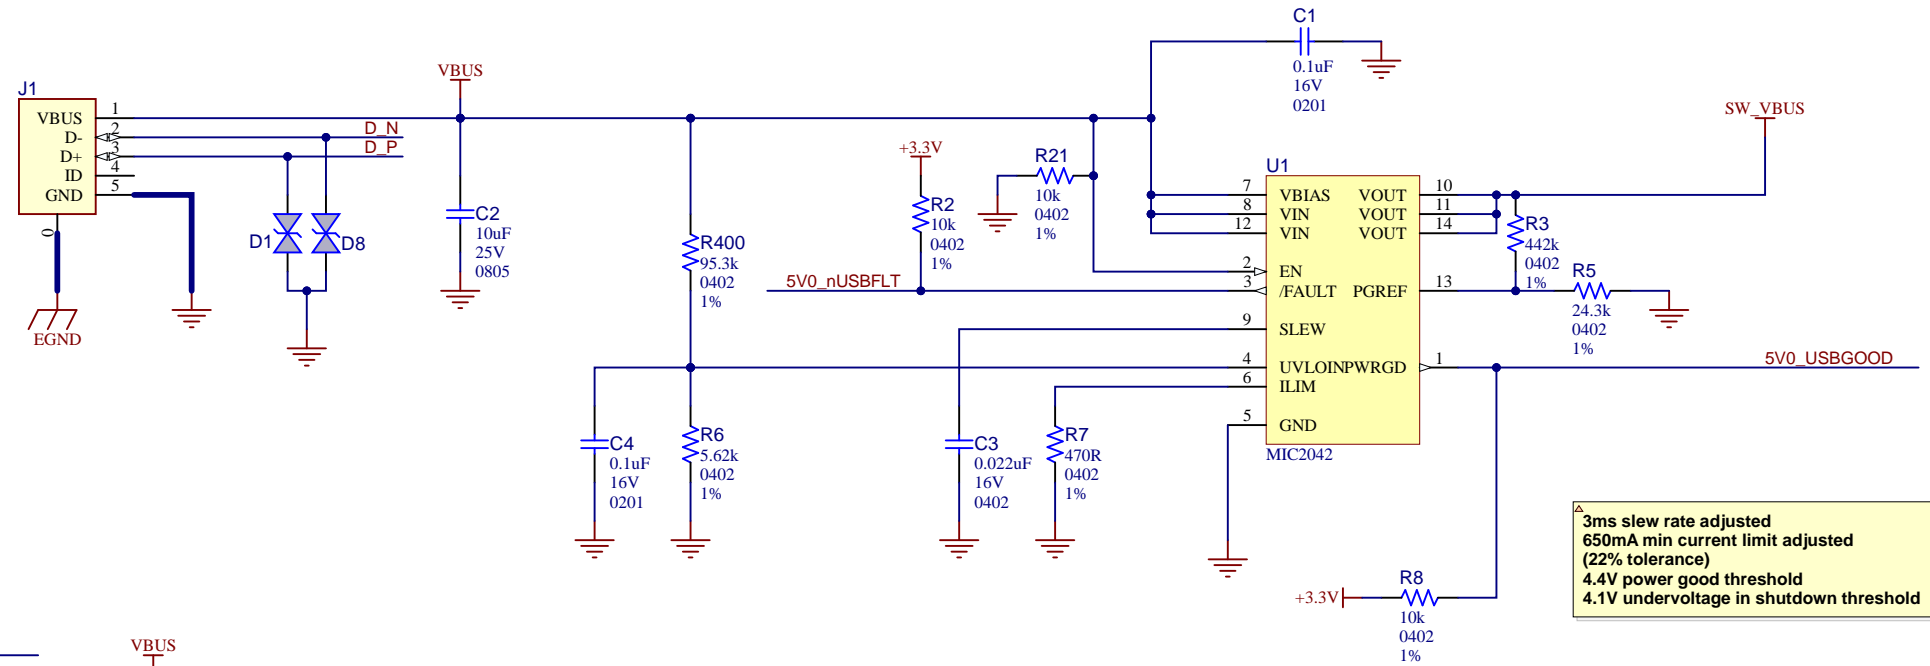 C1
0.1uF
16V
0201
VBUS
J1
VBUS 1
D- 2
D+ 3
ID 4
GND 5
0
EGND
D_N
D_P
D1
D8
C2
10uF
25V
0805
R400
95.3k
0402
1%
+3.3V
R2
10k
0402
1%
R21
10k
0402
1%
5V0_nUSBFLT
U1
7 VBIAS VOUT 10
8 VIN VOUT 11
12 VIN VOUT 14
2 EN
3 /FAULT PGREF 13
9 SLEW
4 UVLOIN PWRGD 1
6 ILIM
5 GND
MIC2042
SW_VBUS
R3
442k
0402
1%
R5
24.3k
0402
1%
5V0_USBGOOD
C4
0.1uF
16V
0201
R6
5.62k
0402
1%
C3
0.022uF
16V
0402
R7
470R
0402
1%
+3.3V
R8
10k
0402
1%
3ms slew rate adjusted
650mA min current limit adjusted
(22% tolerance)
4.4V power good threshold
4.1V undervoltage in shutdown threshold
VBUS